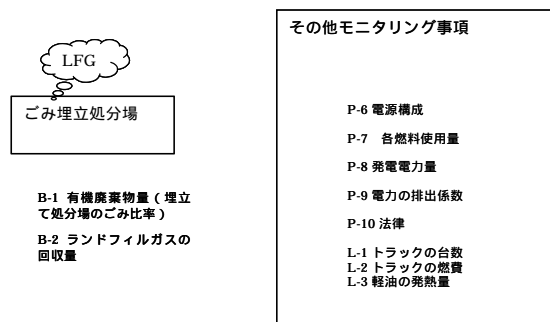 LFG
ごみ埋立処分場
B-1 有機廃棄物量（埋立
て処分場のごみ比率）
B-2 ランドフィルガスの
回収量
その他モニタリング事項
P-6 電源構成
P-7　各燃料使用量
P-8 発電電力量
P-9 電力の排出係数
P-10 法律
L-1 トラックの台数
L-2 トラックの燃費
L-3 軽油の発熱量